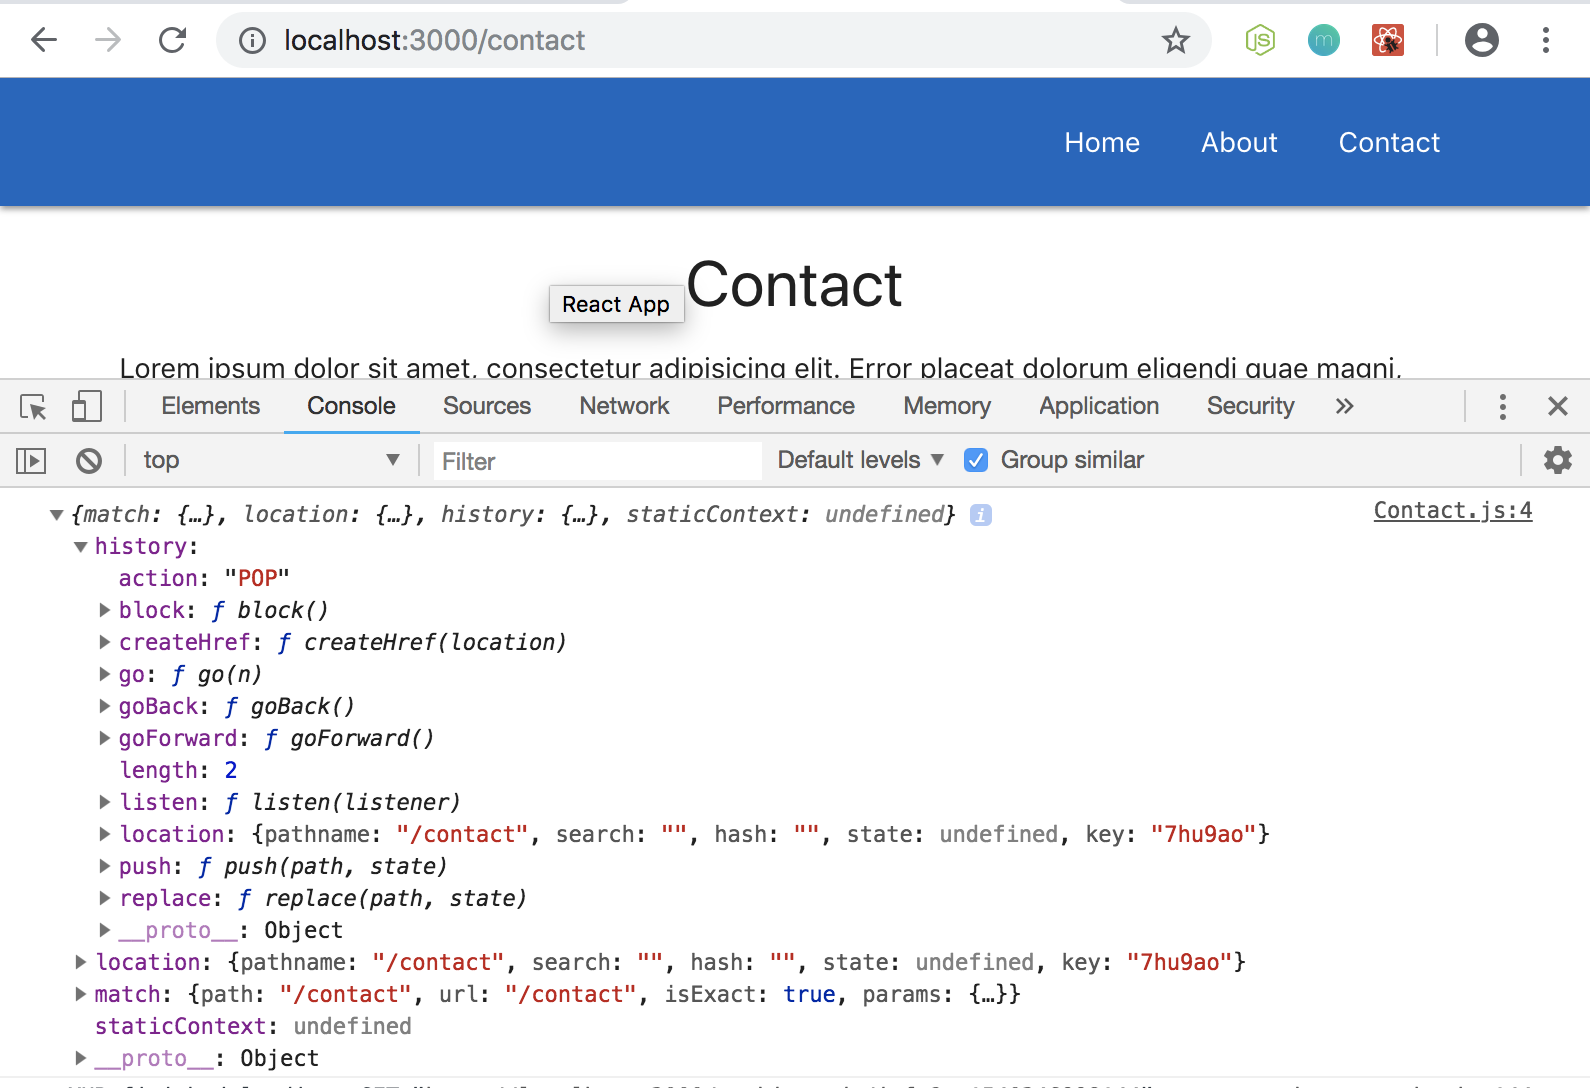 localhost:3000/contact
Home About Contact
Contact
React App
Lorem ipsum dolor sit amet, consectetur adipisicing elit. Error placeat dolorum eligendi quae magni,
Elements Console Sources Network Performance Memory Application Security »
top ▼ Filter Default levels ▼ Group similar
▼{match: {…}, location: {…}, history: {…}, staticContext: undefined} i Contact.js:4
▼history:
action: "POP"
▶block: ƒ block()
▶createHref: ƒ createHref(location)
▶go: ƒ go(n)
▶goBack: ƒ goBack()
▶goForward: ƒ goForward()
length: 2
▶listen: ƒ listen(listener)
▶location: {pathname: "/contact", search: "", hash: "", state: undefined, key: "7hu9ao"}
▶push: ƒ push(path, state)
▶replace: ƒ replace(path, state)
▶__proto__: Object
▶location: {pathname: "/contact", search: "", hash: "", state: undefined, key: "7hu9ao"}
▶match: {path: "/contact", url: "/contact", isExact: true, params: {…}}
staticContext: undefined
▶__proto__: Object